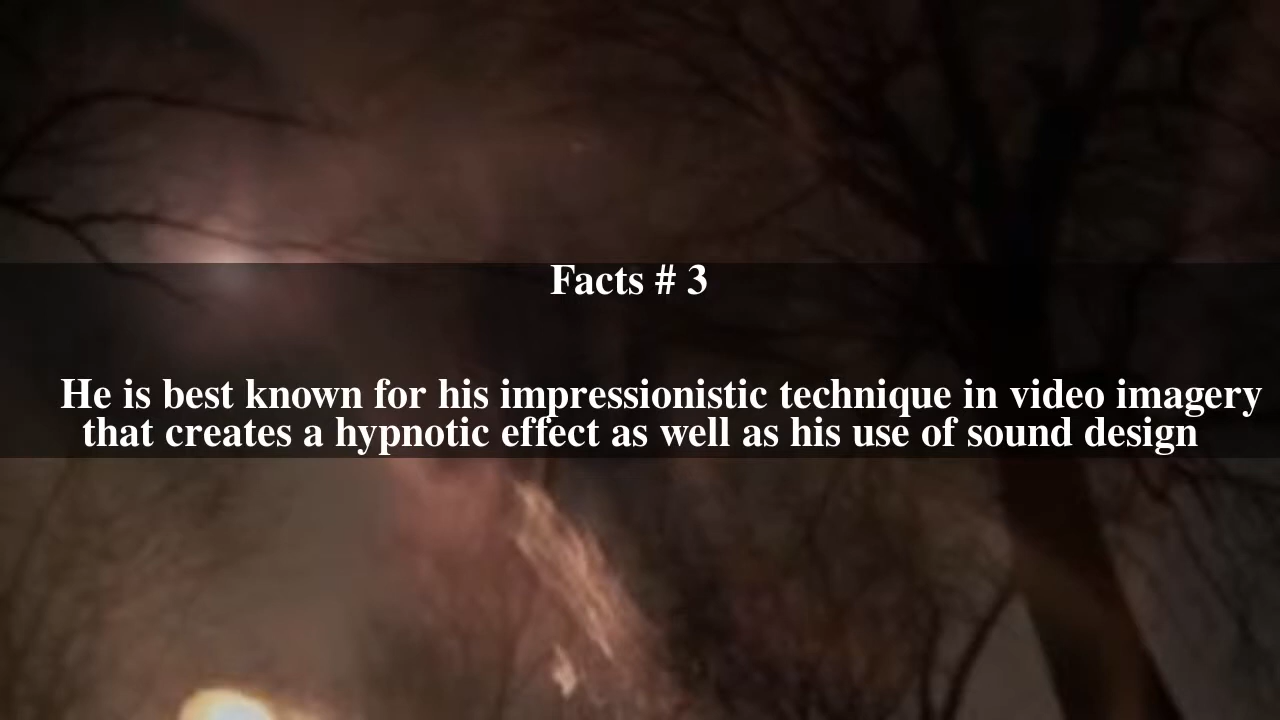 Facts # 3
He is best known for his impressionistic technique in video imagery
that creates a hypnotic effect as well as his use of sound design